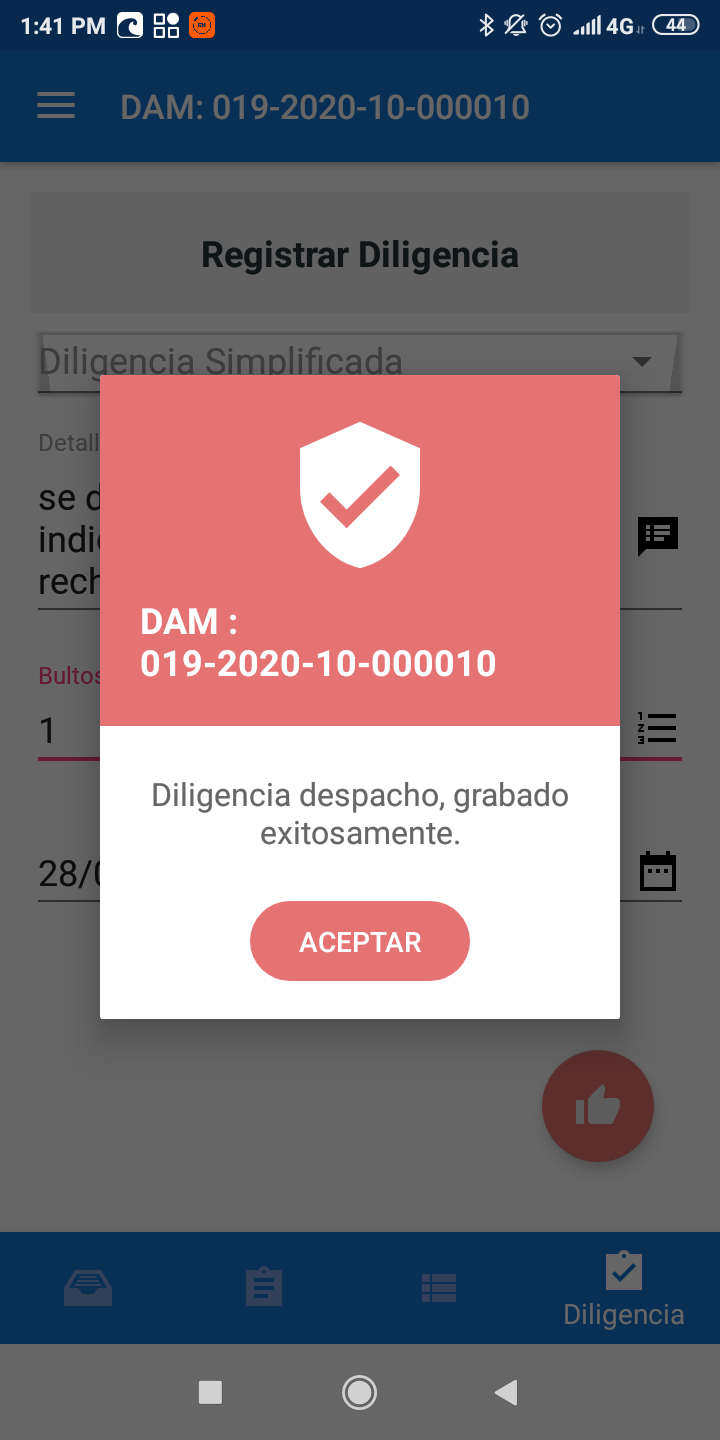 1:41 PM 4G 44
DAM: 019-2020-10-000010
Registrar Diligencia
Diligencia Simplificada
Detall
se d
indi
rech
Bultos
1
28/0
DAM :
019-2020-10-000010
Diligencia despacho, grabado
exitosamente.
ACEPTAR
Diligencia